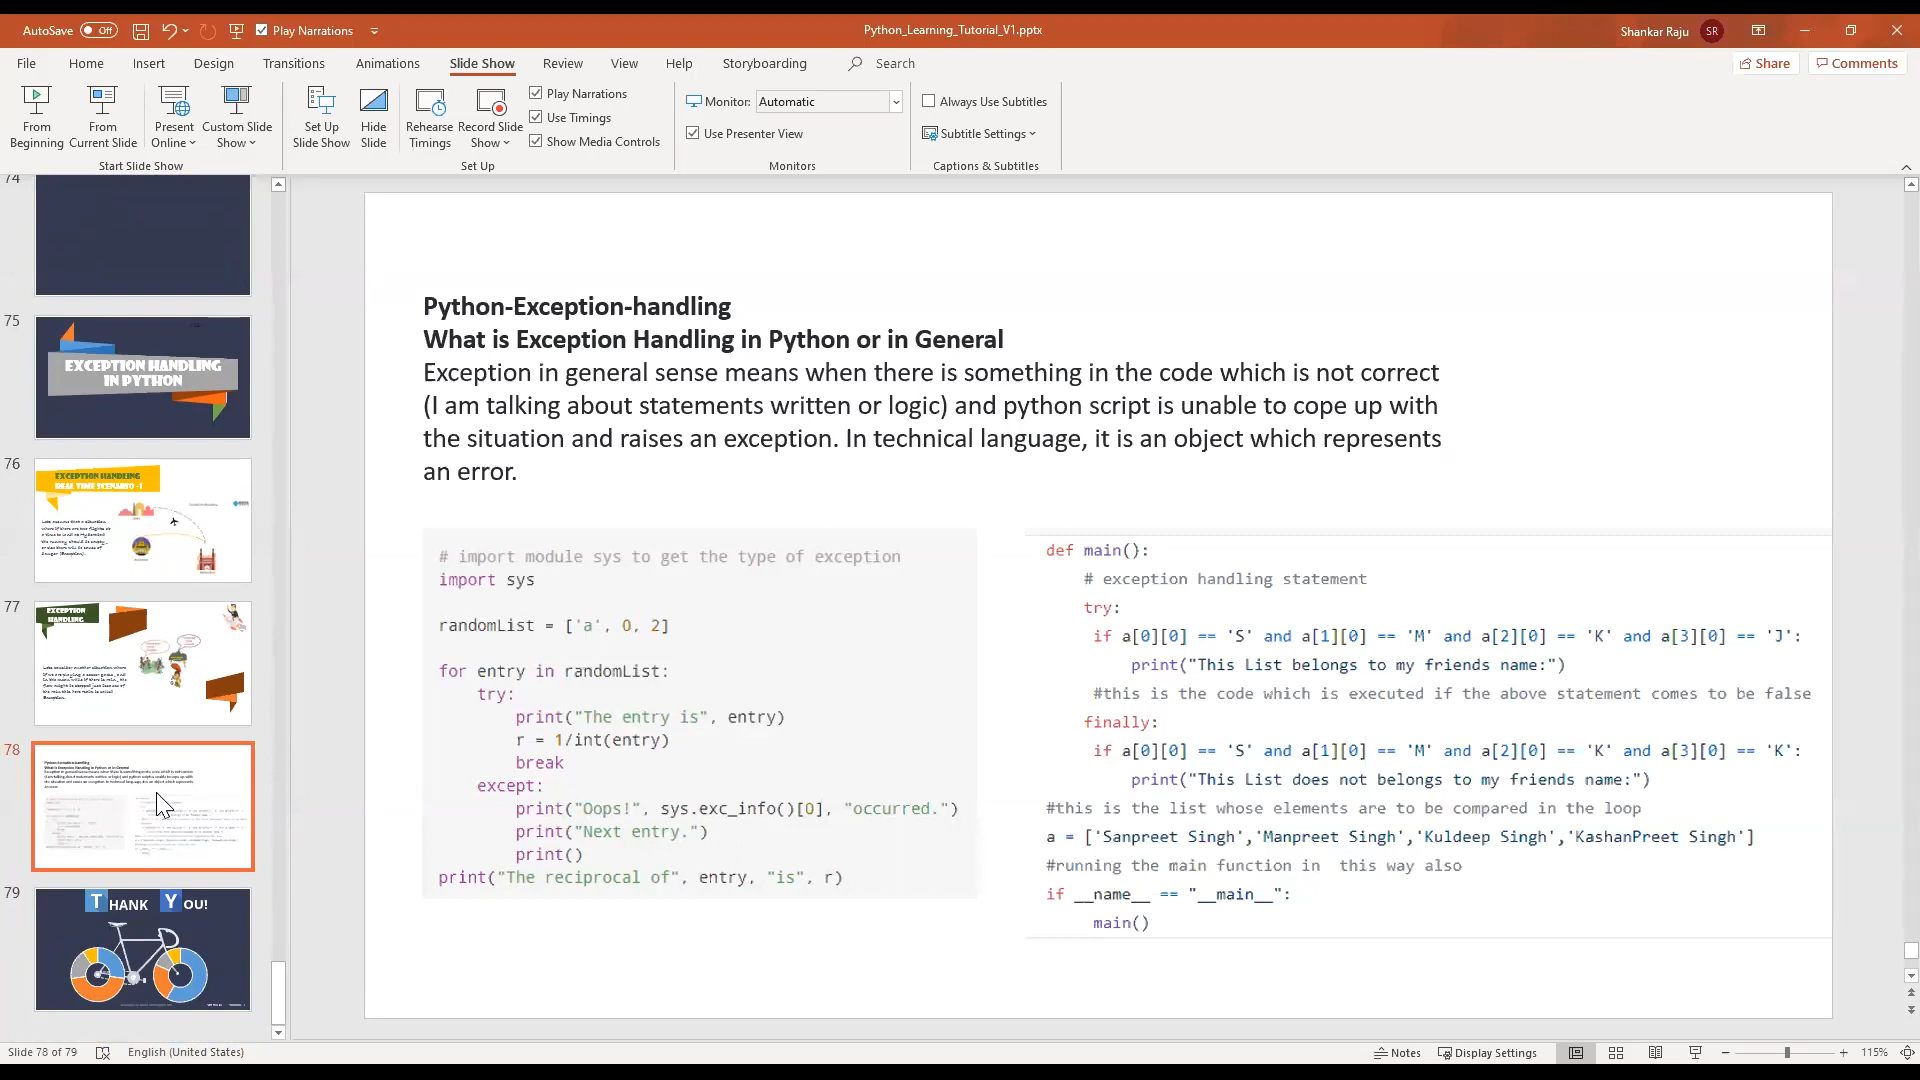 AutoSave Off Play Narrations Python_Learning_Tutorial_V1.pptx Shankar Raju SR
File Home Insert Design Transitions Animations Slide Show Review View Help Storyboarding Search Share Comments
From Beginning
From Current Slide
Present Online
Custom Slide Show
Start Slide Show
Set Up Slide Show
Hide Slide
Rehearse Timings
Record Slide Show
Play Narrations
Use Timings
Show Media Controls
Set Up
Monitor: Automatic
Use Presenter View
Monitors
Always Use Subtitles
Subtitle Settings
Captions & Subtitles
74
75
EXCEPTION HANDLING
IN PYTHON
76
EXCEPTION HANDLING
REAL TIME SCENARIO - 1
77
EXCEPTION
HANDLING
78
79
THANK YOU!
Python-Exception-handling
What is Exception Handling in Python or in General
Exception in general sense means when there is something in the code which is not correct
(I am talking about statements written or logic) and python script is unable to cope up with
the situation and raises an exception. In technical language, it is an object which represents
an error.
# import module sys to get the type of exception
import sys
randomList = ['a', 0, 2]
for entry in randomList:
try:
print("The entry is", entry)
r = 1/int(entry)
break
except:
print("Oops!", sys.exc_info()[0], "occurred.")
print("Next entry.")
print()
print("The reciprocal of", entry, "is", r)
def main():
# exception handling statement
try:
if a[0][0] == 'S' and a[1][0] == 'M' and a[2][0] == 'K' and a[3][0] == 'J':
print("This List belongs to my friends name:")
#this is the code which is executed if the above statement comes to be false
finally:
if a[0][0] == 'S' and a[1][0] == 'M' and a[2][0] == 'K' and a[3][0] == 'K':
print("This List does not belongs to my friends name:")
#this is the list whose elements are to be compared in the loop
a = ['Sanpreet Singh','Manpreet Singh','Kuldeep Singh','KashanPreet Singh']
#running the main function in  this way also
if __name__ == "__main__":
main()
Slide 78 of 79 English (United States) Notes Display Settings 115%